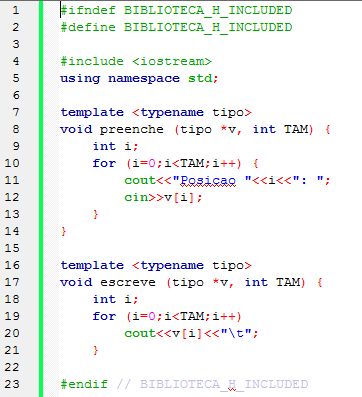 1 #ifndef BIBLIOTECA_H_INCLUDED
2 #define BIBLIOTECA_H_INCLUDED
3
4 #include <iostream>
5 using namespace std;
6
7 template <typename tipo>
8 void preenche (tipo *v, int TAM) {
9     int i;
10     for (i=0;i<TAM;i++) {
11         cout<<"Posicao "<<i<<": ";
12         cin>>v[i];
13     }
14 }
15
16 template <typename tipo>
17 void escreve (tipo *v, int TAM) {
18     int i;
19     for (i=0;i<TAM;i++)
20         cout<<v[i]<<"\t";
21     }
22
23 #endif // BIBLIOTECA_H_INCLUDED